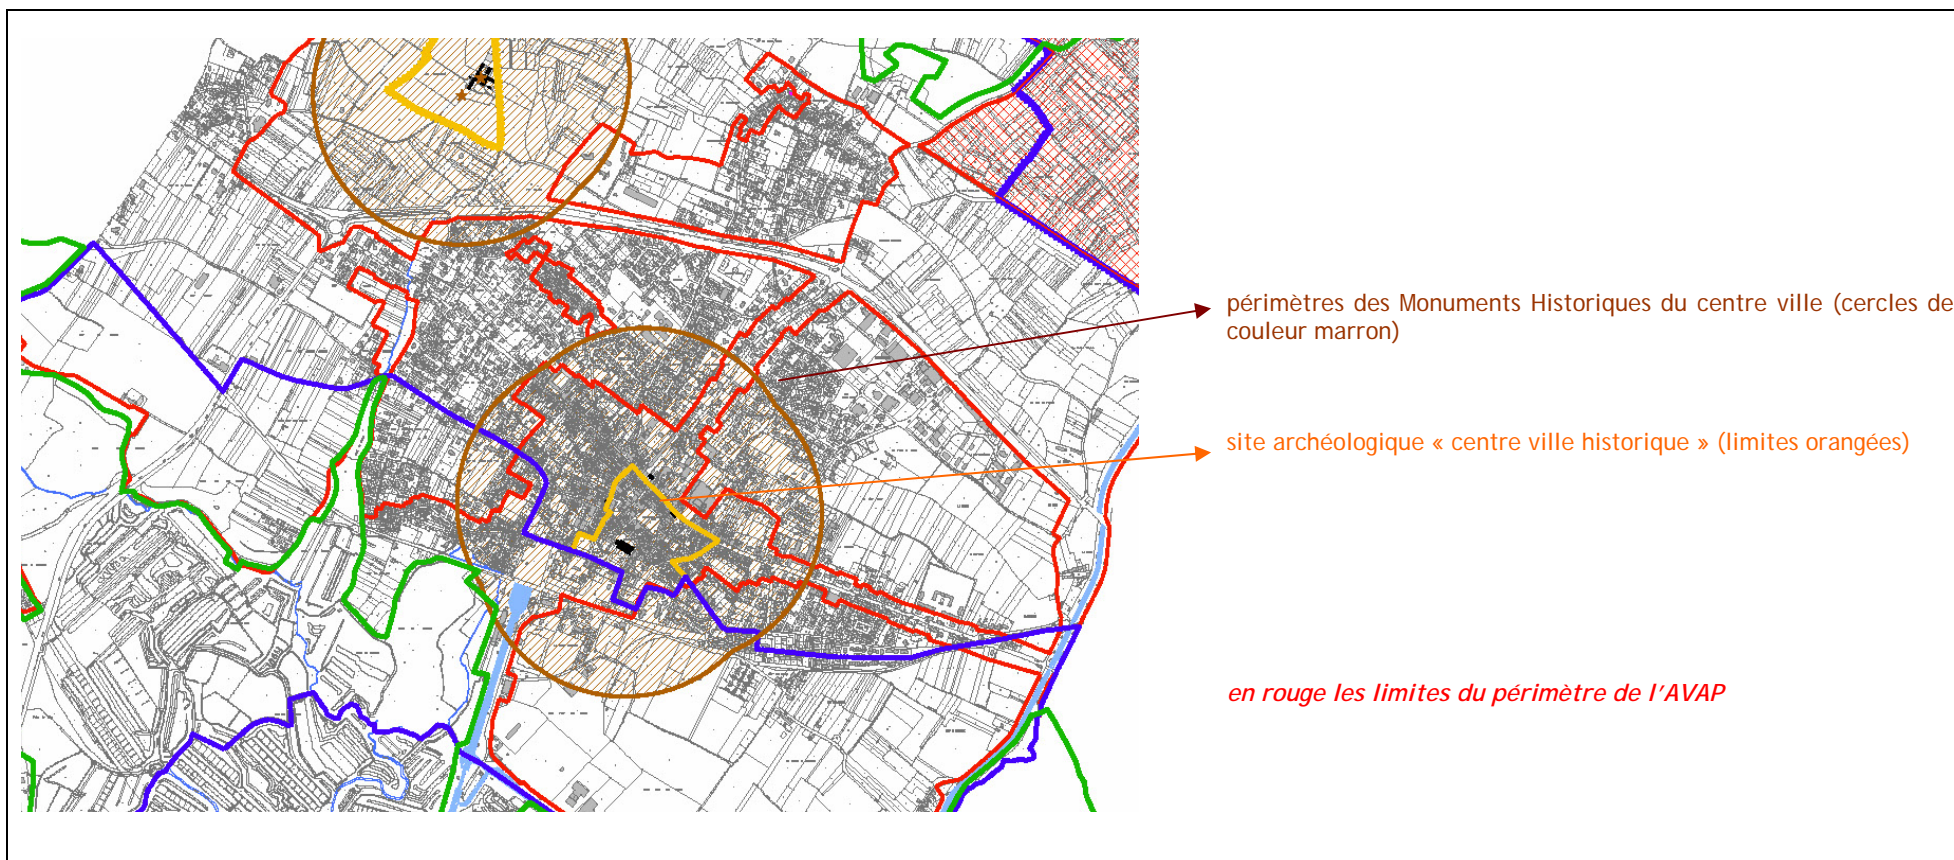 périmètres des Monuments Historiques du centre ville (cercles de
couleur marron)
site archéologique « centre ville historique » (limites orangées)
en rouge les limites du périmètre de l'AVAP